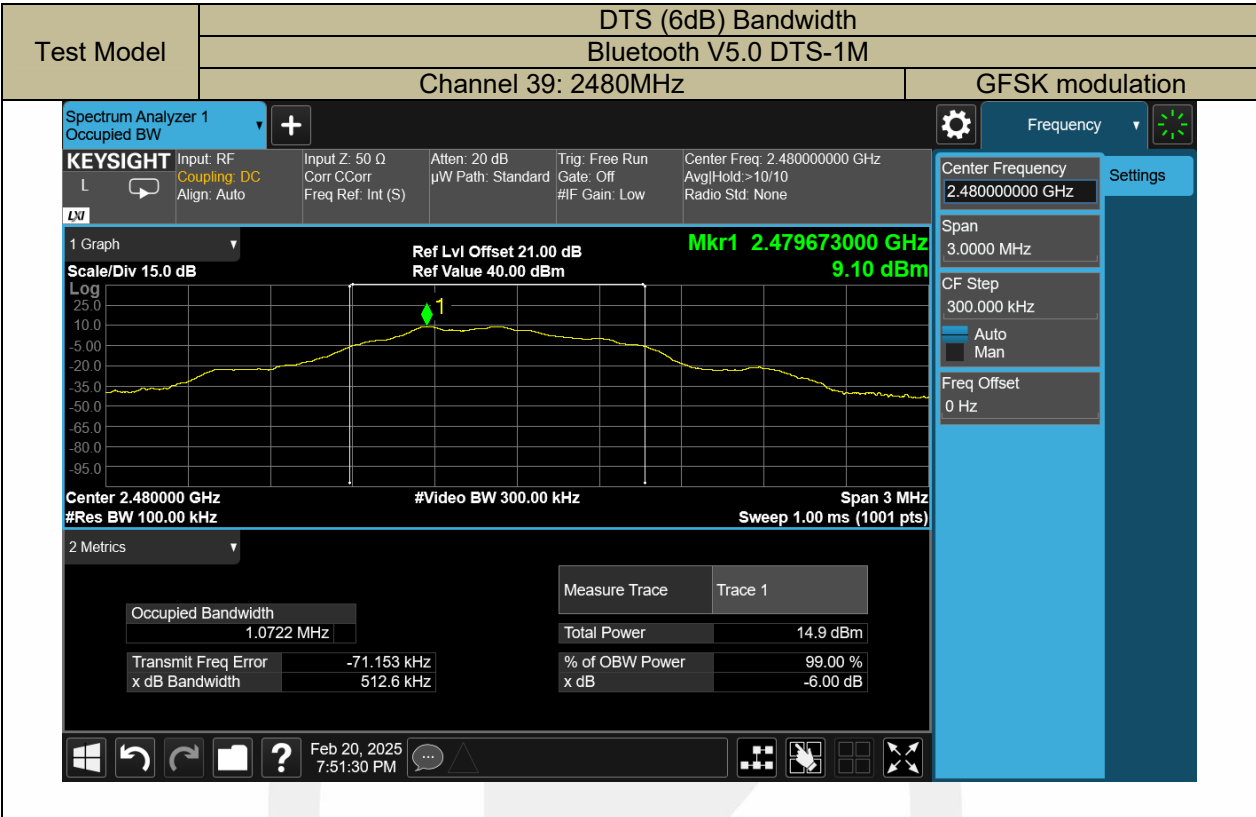 Test Model
DTS (6dB) Bandwidth
Bluetooth V5.0 DTS-1M
Channel 39: 2480MHz
GFSK modulation
Spectrum Analyzer 1
Occupied BW
Frequency
KEYSIGHT
L
LXI
Input: RF
Coupling: DC
Align: Auto
Input Z: 50 Ω
Corr CCorr
Freq Ref: Int (S)
Atten: 20 dB
µW Path: Standard
Trig: Free Run
Gate: Off
#IF Gain: Low
Center Freq: 2.480000000 GHz
Avg|Hold:>10/10
Radio Std: None
Center Frequency
2.480000000 GHz
Settings
Span
3.0000 MHz
CF Step
300.000 kHz
Auto
Man
Freq Offset
0 Hz
1 Graph
Scale/Div 15.0 dB
Ref Lvl Offset 21.00 dB
Ref Value 40.00 dBm
Mkr1 2.479673000 GHz
9.10 dBm
Log
25.0
10.0
-5.00
-20.0
-35.0
-50.0
-65.0
-80.0
-95.0
1
Center 2.480000 GHz
#Res BW 100.00 kHz
#Video BW 300.00 kHz
Span 3 MHz
Sweep 1.00 ms (1001 pts)
2 Metrics
Measure Trace
Trace 1
Occupied Bandwidth
1.0722 MHz
Total Power
14.9 dBm
Transmit Freq Error
-71.153 kHz
% of OBW Power
99.00 %
x dB Bandwidth
512.6 kHz
x dB
-6.00 dB
?
Feb 20, 2025
7:51:30 PM